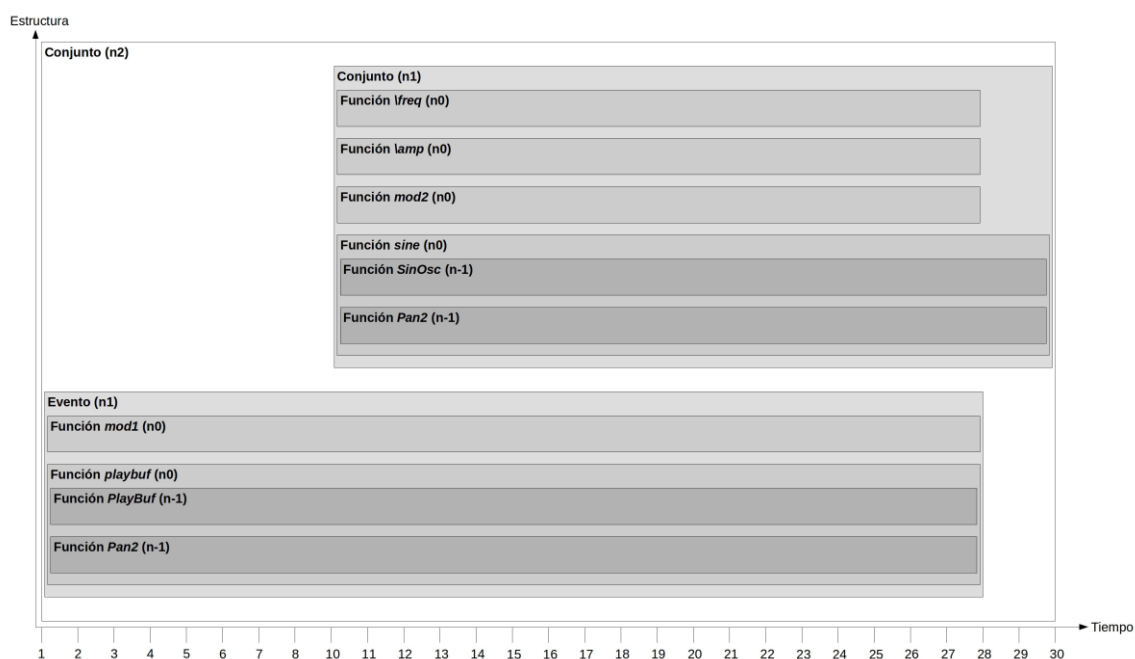 Estructura
Conjunto (n2)
Conjunto (n1)
Función \freq (n0)
Función \amp (n0)
Función mod2 (n0)
Función sine (n0)
Función SinOsc (n-1)
Función Pan2 (n-1)
Evento (n1)
Función mod1 (n0)
Función playbuf (n0)
Función PlayBuf (n-1)
Función Pan2 (n-1)
Tiempo
1 2 3 4 5 6 7 8 9 10 11 12 13 14 15 16 17 18 19 20 21 22 23 24 25 26 27 28 29 30